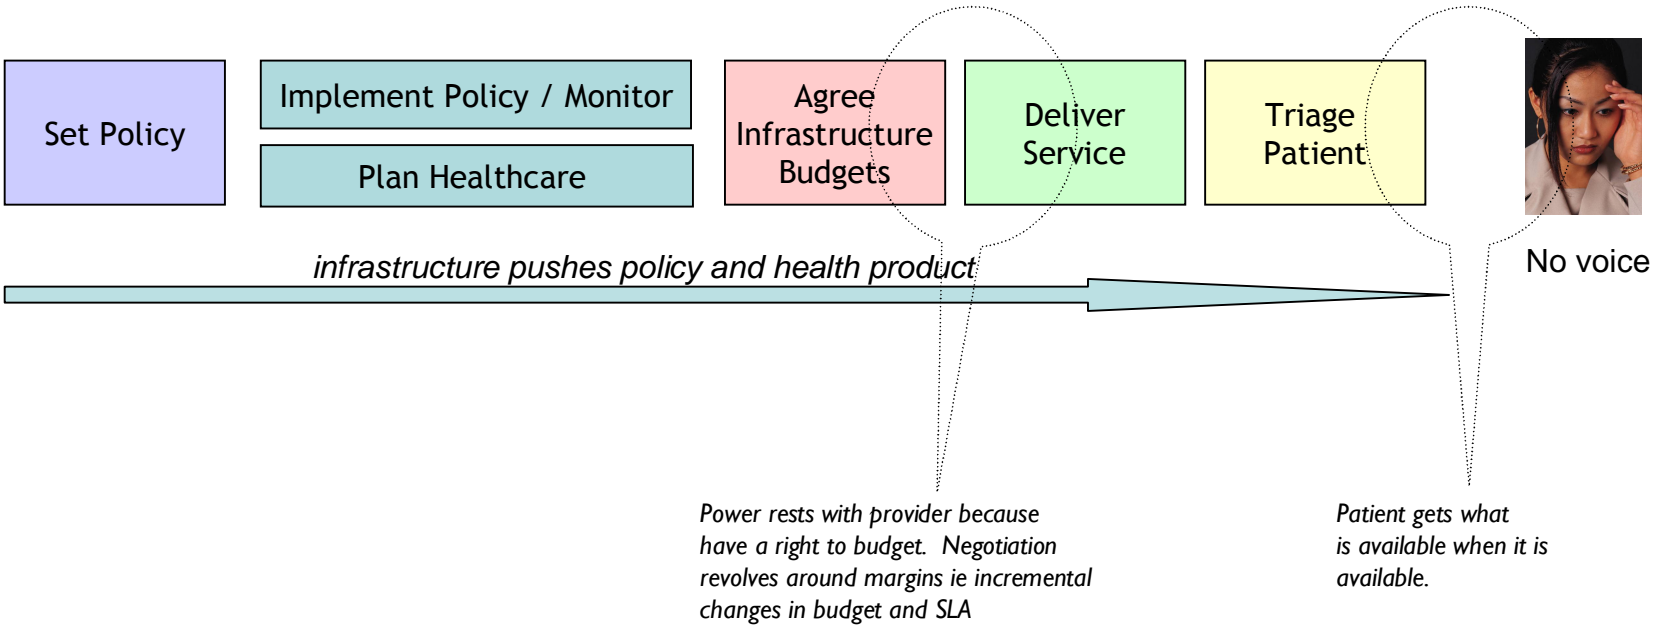 Set Policy
Implement Policy / Monitor
Plan Healthcare
Agree
Infrastructure
Budgets
Deliver
Service
Triage
Patient
No voice
infrastructure pushes policy and health product
Power rests with provider because
have a right to budget.  Negotiation
revolves around margins ie incremental
changes in budget and SLA
Patient gets what
is available when it is
available.